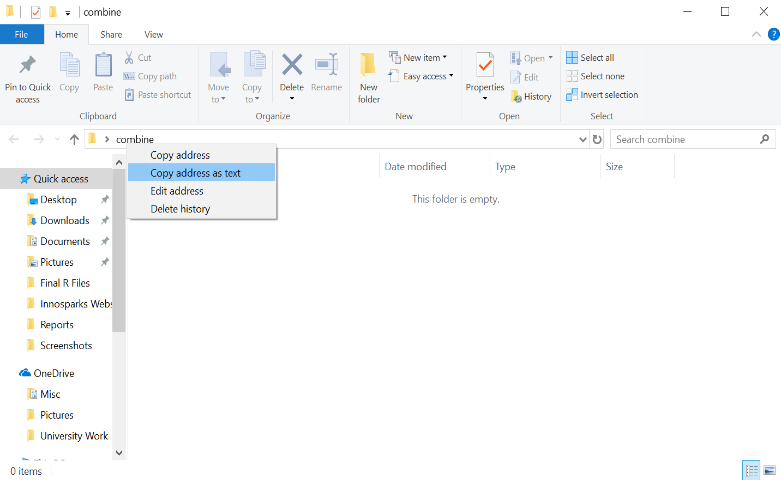 combine
File Home Share View
Pin to Quick access
Copy
Paste
Cut
Copy path
Paste shortcut
Clipboard
Move to
Copy to
Delete
Rename
Organize
New folder
New item
Easy access
New
Properties
Open
Edit
History
Open
Select all
Select none
Invert selection
Select
combine
Search combine
Copy address
Copy address as text
Edit address
Delete history
Date modified Type Size
This folder is empty.
Quick access
Desktop
Downloads
Documents
Pictures
Final R Files
Innosparks Webs
Reports
Screenshots
OneDrive
Misc
Pictures
University Work
0 items